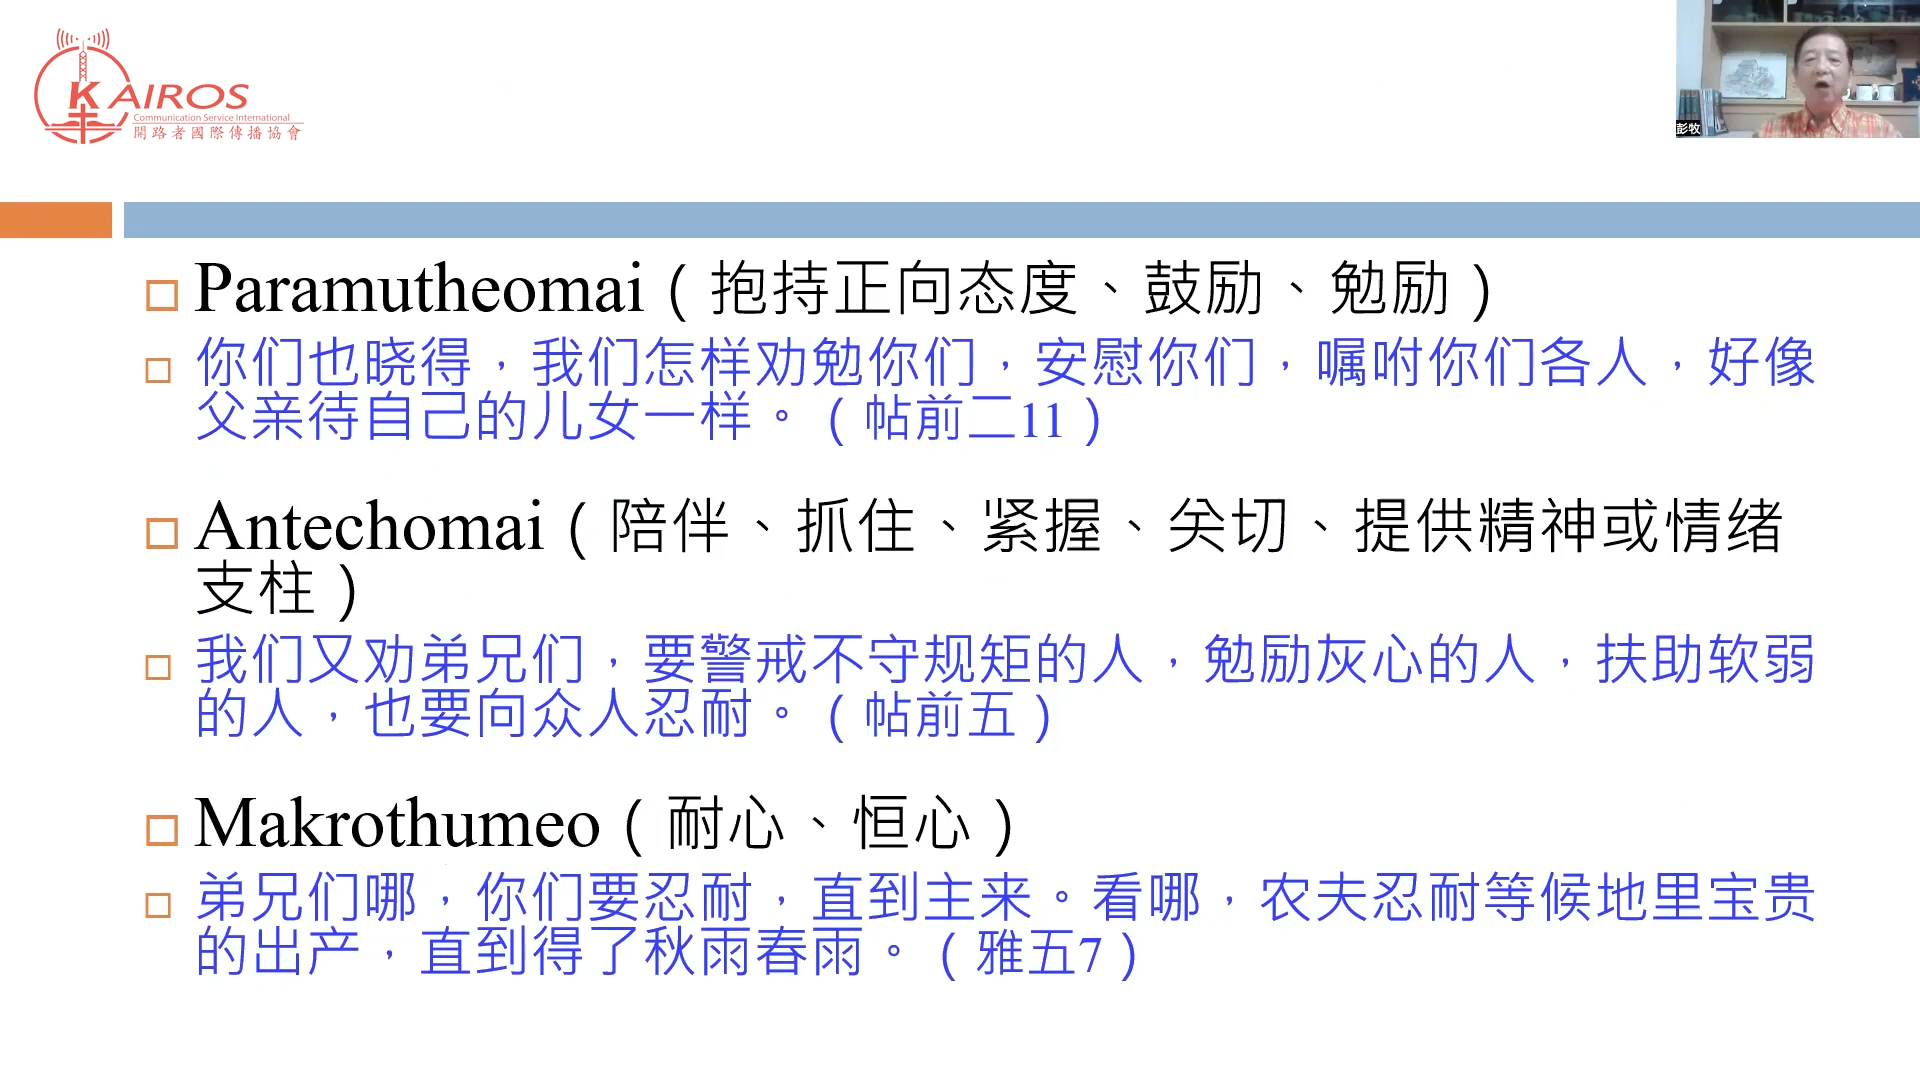 KAIROS
Communication Service International
開路者國際傳播協會
彭牧
Paramutheomai（抱持正向态度、鼓励、勉励）
你们也晓得，我们怎样劝勉你们，安慰你们，嘱咐你们各人，好像
父亲待自己的儿女一样。（帖前二11）
Antechomai（陪伴、抓住、紧握、关切、提供精神或情绪
支柱）
我们又劝弟兄们，要警戒不守规矩的人，勉励灰心的人，扶助软弱
的人，也要向众人忍耐。（帖前五）
Makrothumeo（耐心、恒心）
弟兄们哪，你们要忍耐，直到主来。看哪，农夫忍耐等候地里宝贵
的出产，直到得了秋雨春雨。（雅五7）